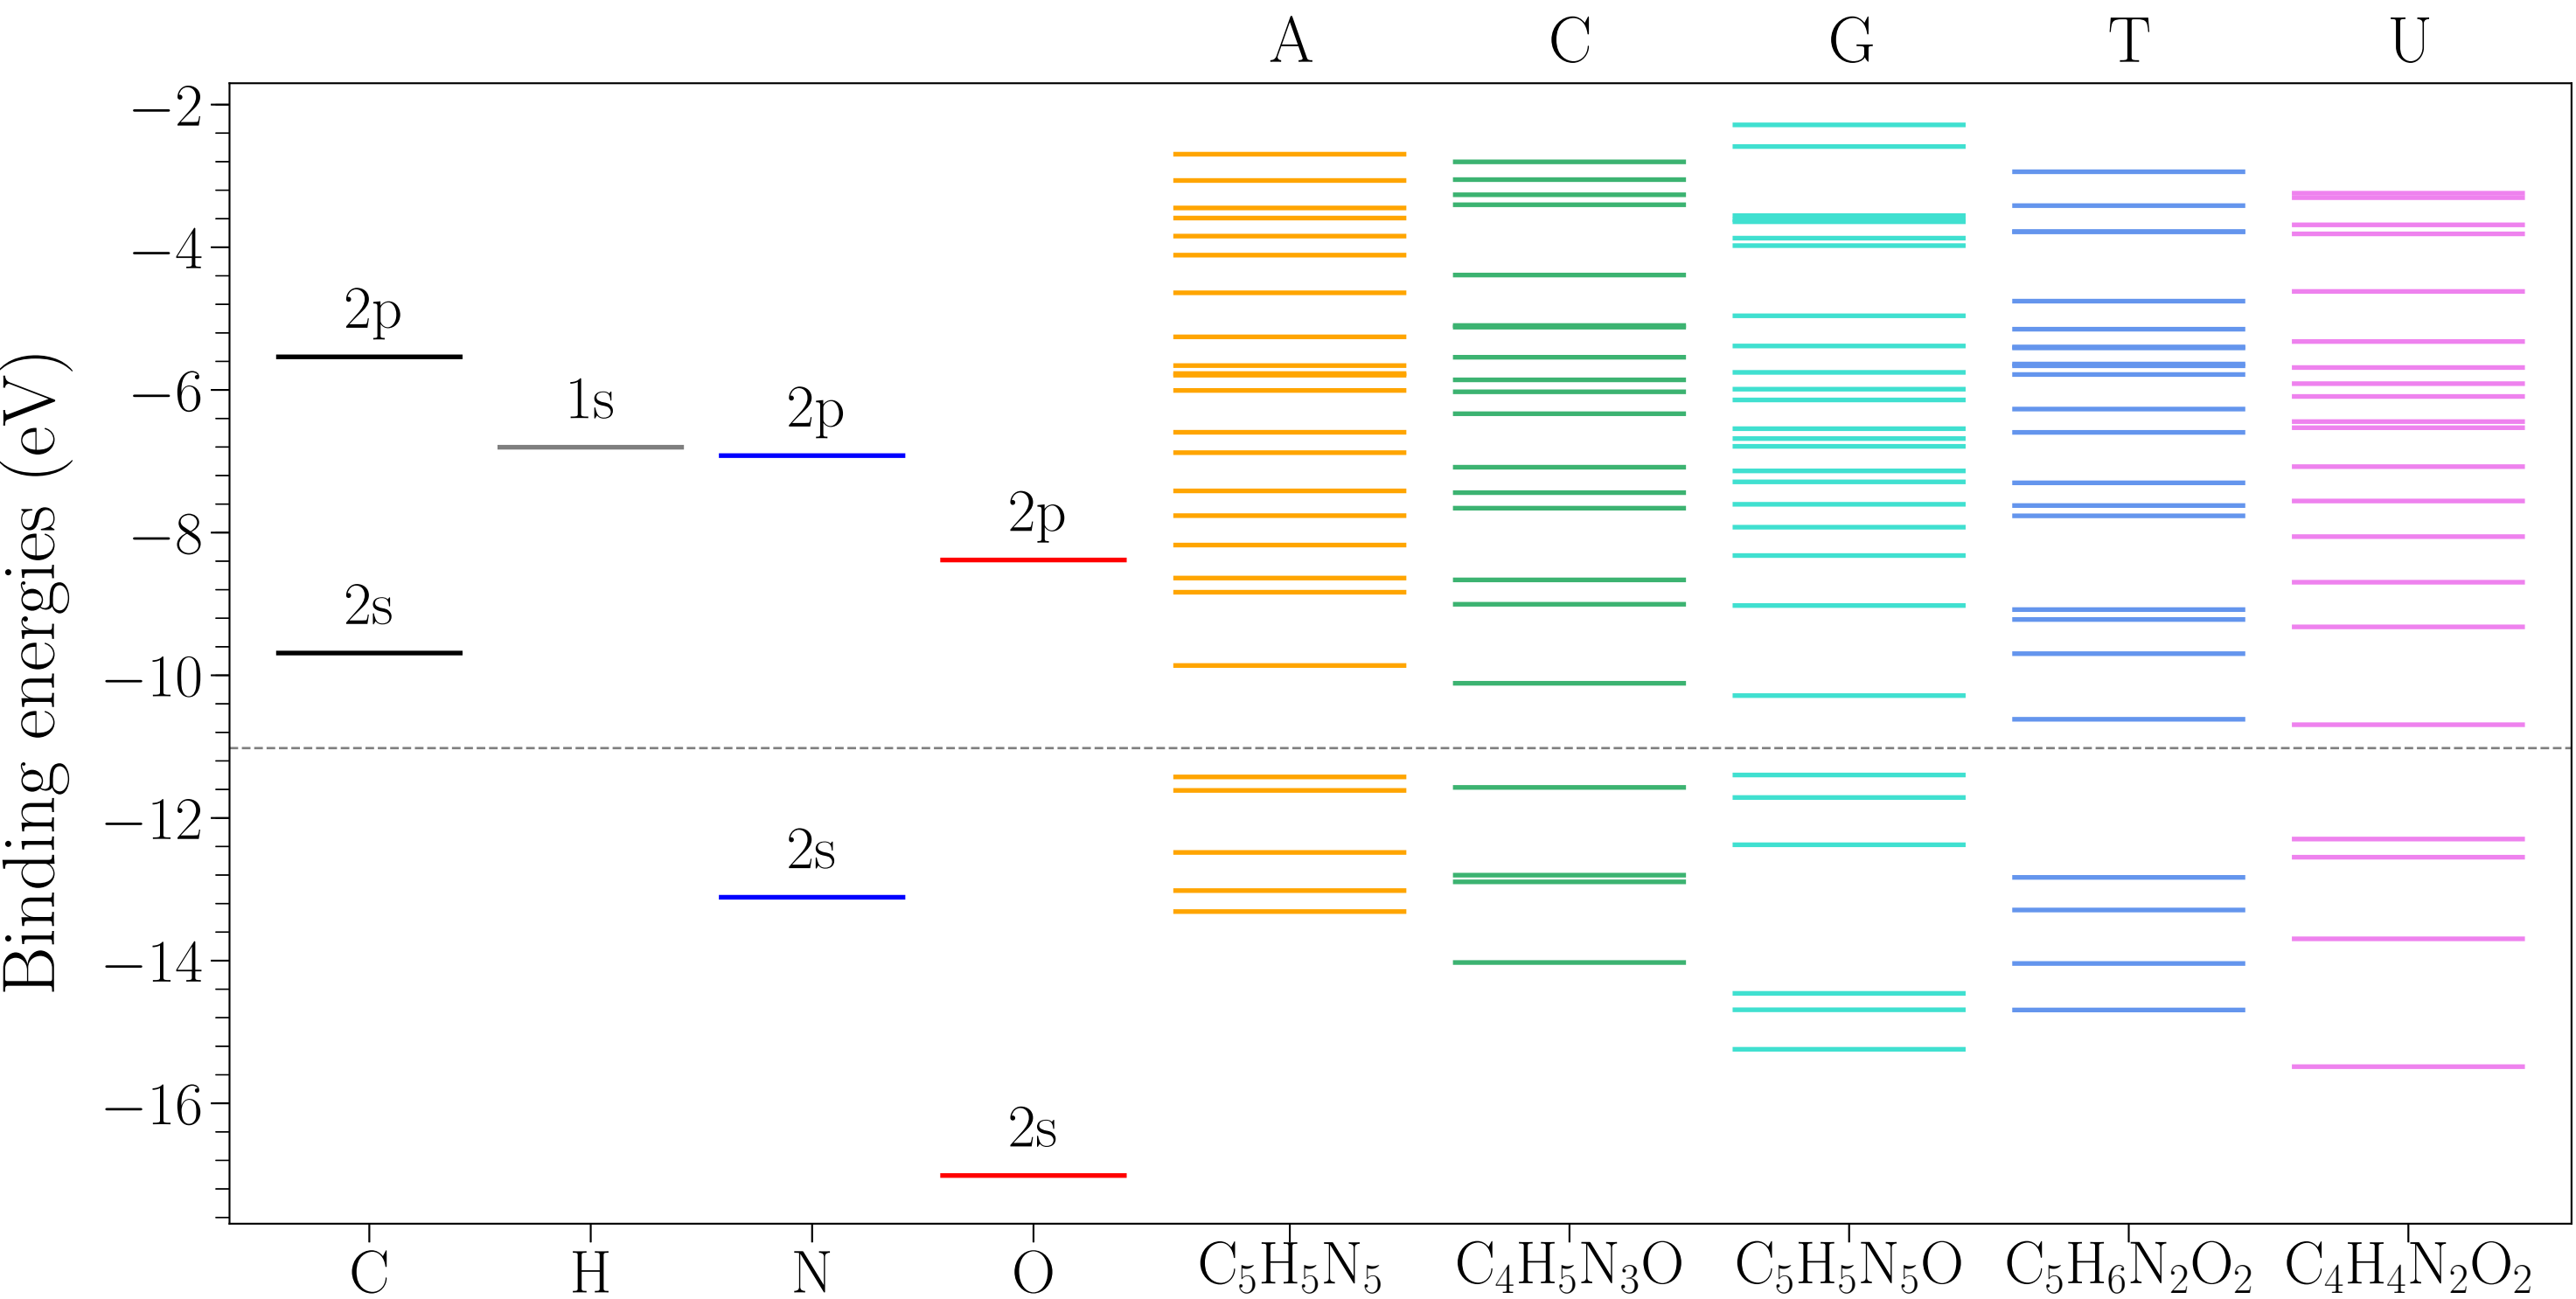 A C G T U
Binding energies (eV)
−2
−4
−6
−8
−10
−12
−14
−16
2p
2s
1s
2p
2s
2p
2s
C H N O C₅H₅N₅ C₄H₅N₃O C₅H₅N₅O C₅H₆N₂O₂ C₄H₄N₂O₂